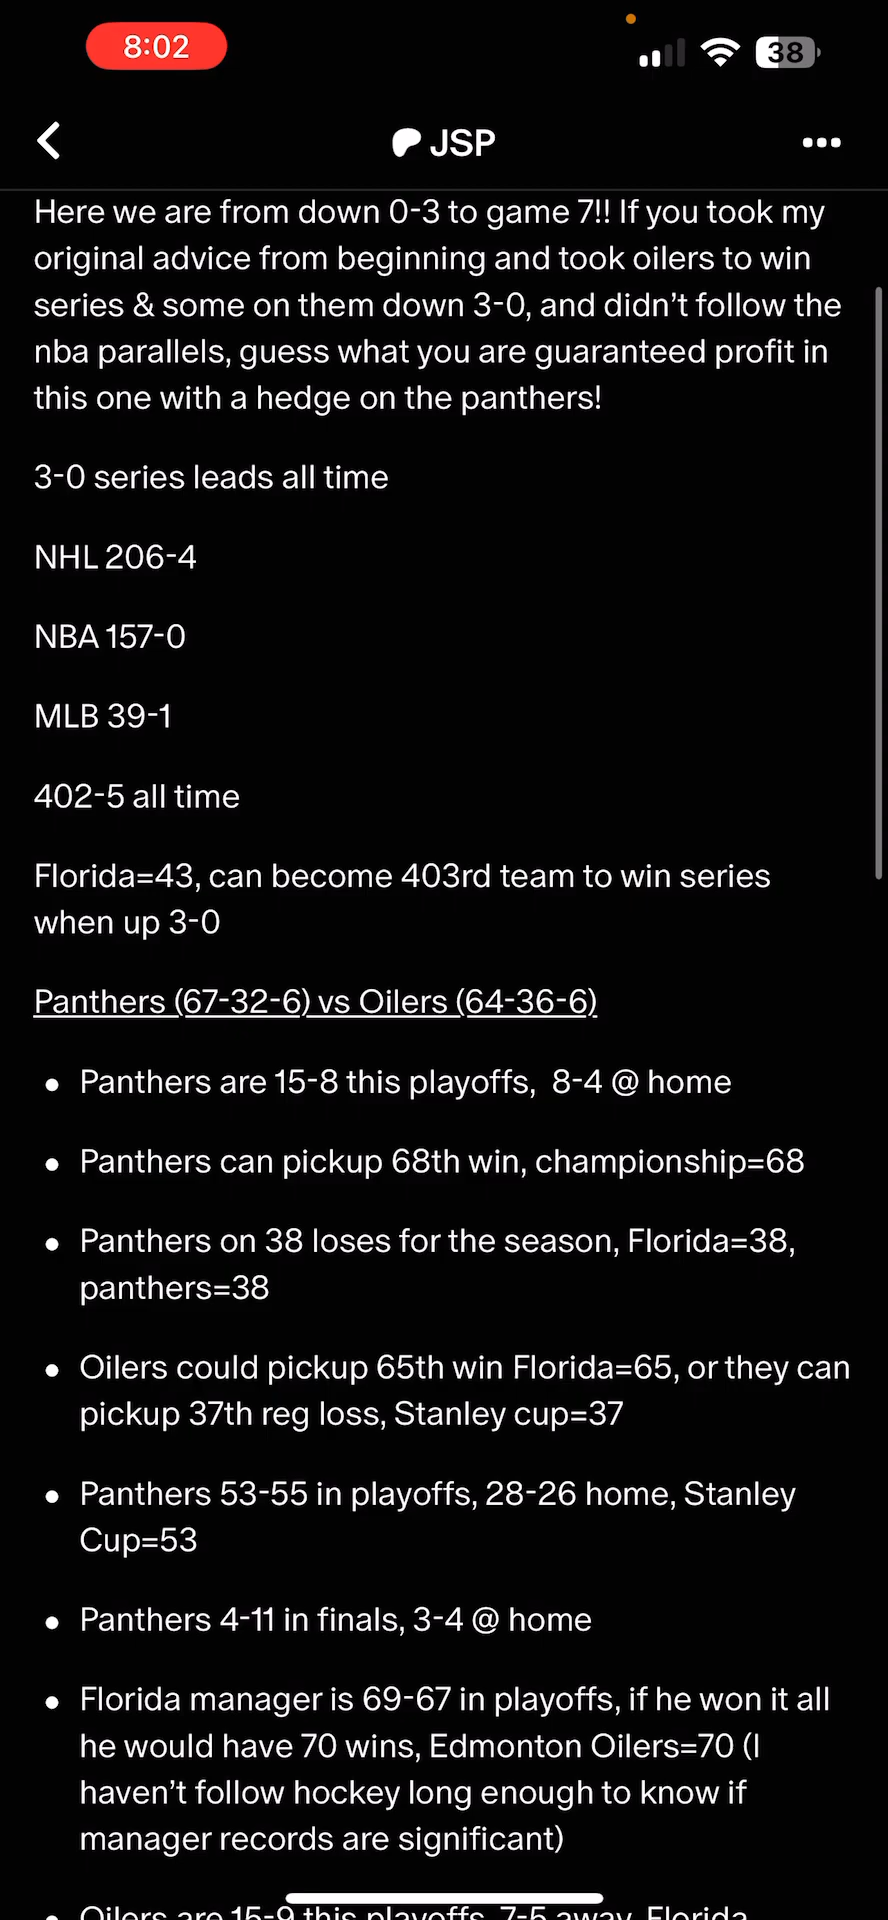 8:02
38
JSP
Here we are from down 0-3 to game 7!! If you took my
original advice from beginning and took oilers to win
series & some on them down 3-0, and didn't follow the
nba parallels, guess what you are guaranteed profit in
this one with a hedge on the panthers!
3-0 series leads all time
NHL 206-4
NBA 157-0
MLB 39-1
402-5 all time
Florida=43, can become 403rd team to win series
when up 3-0
Panthers (67-32-6) vs Oilers (64-36-6)
• Panthers are 15-8 this playoffs, 8-4 @ home
• Panthers can pickup 68th win, championship=68
• Panthers on 38 loses for the season, Florida=38,
panthers=38
• Oilers could pickup 65th win Florida=65, or they can
pickup 37th reg loss, Stanley cup=37
• Panthers 53-55 in playoffs, 28-26 home, Stanley
Cup=53
• Panthers 4-11 in finals, 3-4 @ home
• Florida manager is 69-67 in playoffs, if he won it all
he would have 70 wins, Edmonton Oilers=70 (I
haven't follow hockey long enough to know if
manager records are significant)
• Oilers are 15-9 this playoffs, 7-5 away, Florida